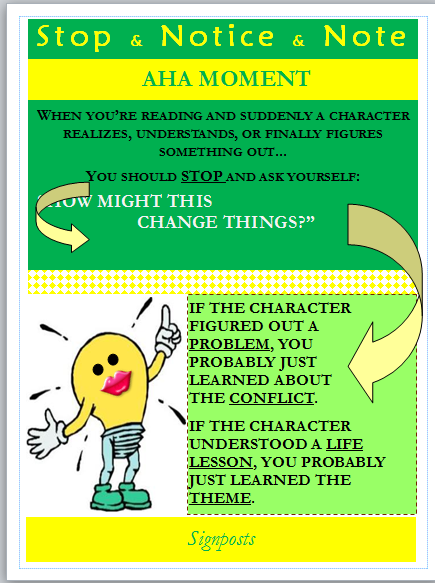 Stop & Notice & Note
AHA MOMENT
WHEN YOU'RE READING AND SUDDENLY A CHARACTER
REALIZES, UNDERSTANDS, OR FINALLY FIGURES
SOMETHING OUT...
YOU SHOULD STOP AND ASK YOURSELF:
“HOW MIGHT THIS
CHANGE THINGS?”
IF THE CHARACTER
FIGURED OUT A
PROBLEM, YOU
PROBABLY JUST
LEARNED ABOUT
THE CONFLICT.
IF THE CHARACTER
UNDERSTOOD A LIFE
LESSON, YOU PROBABLY
JUST LEARNED THE
THEME.
Signposts